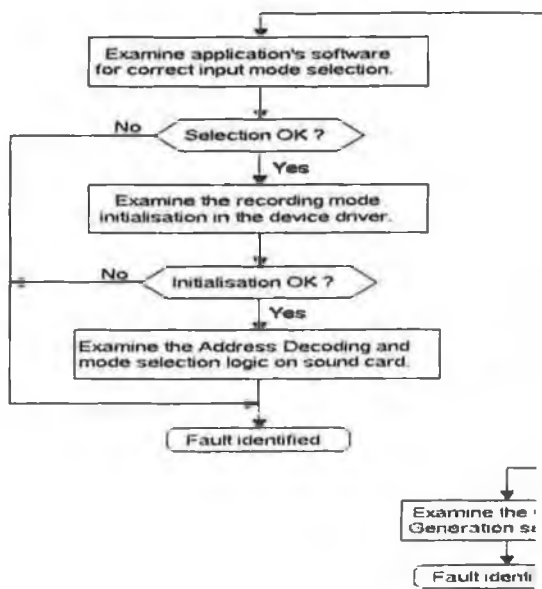 Examine application's software
for correct input mode selection.
No
Selection OK ?
Yes
Examine the recording mode
initialisation in the device driver.
No
Initialisation OK ?
Yes
Examine the Address Decoding and
mode selection logic on sound card.
Fault identified
Examine the
Generation
Fault